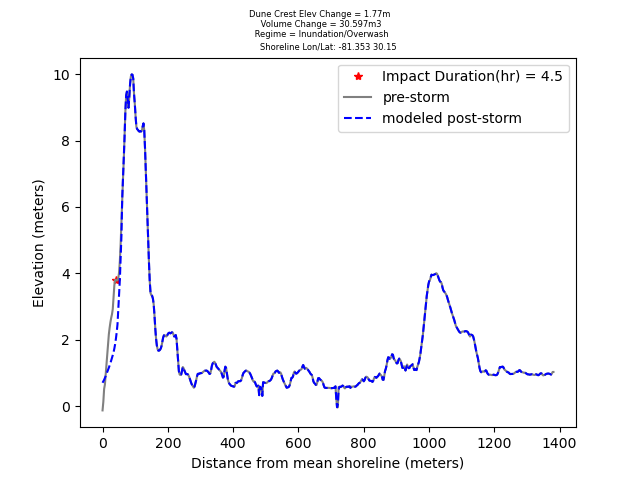 Dune Crest Elev Change = 1.77m
Volume Change = 30.597m3
Regime = Inundation/Overwash
Shoreline Lon/Lat: -81.353 30.15
Impact Duration(hr) = 4.5
pre-storm
modeled post-storm
Elevation (meters)
10
8
6
4
2
0
0 200 400 600 800 1000 1200 1400
Distance from mean shoreline (meters)